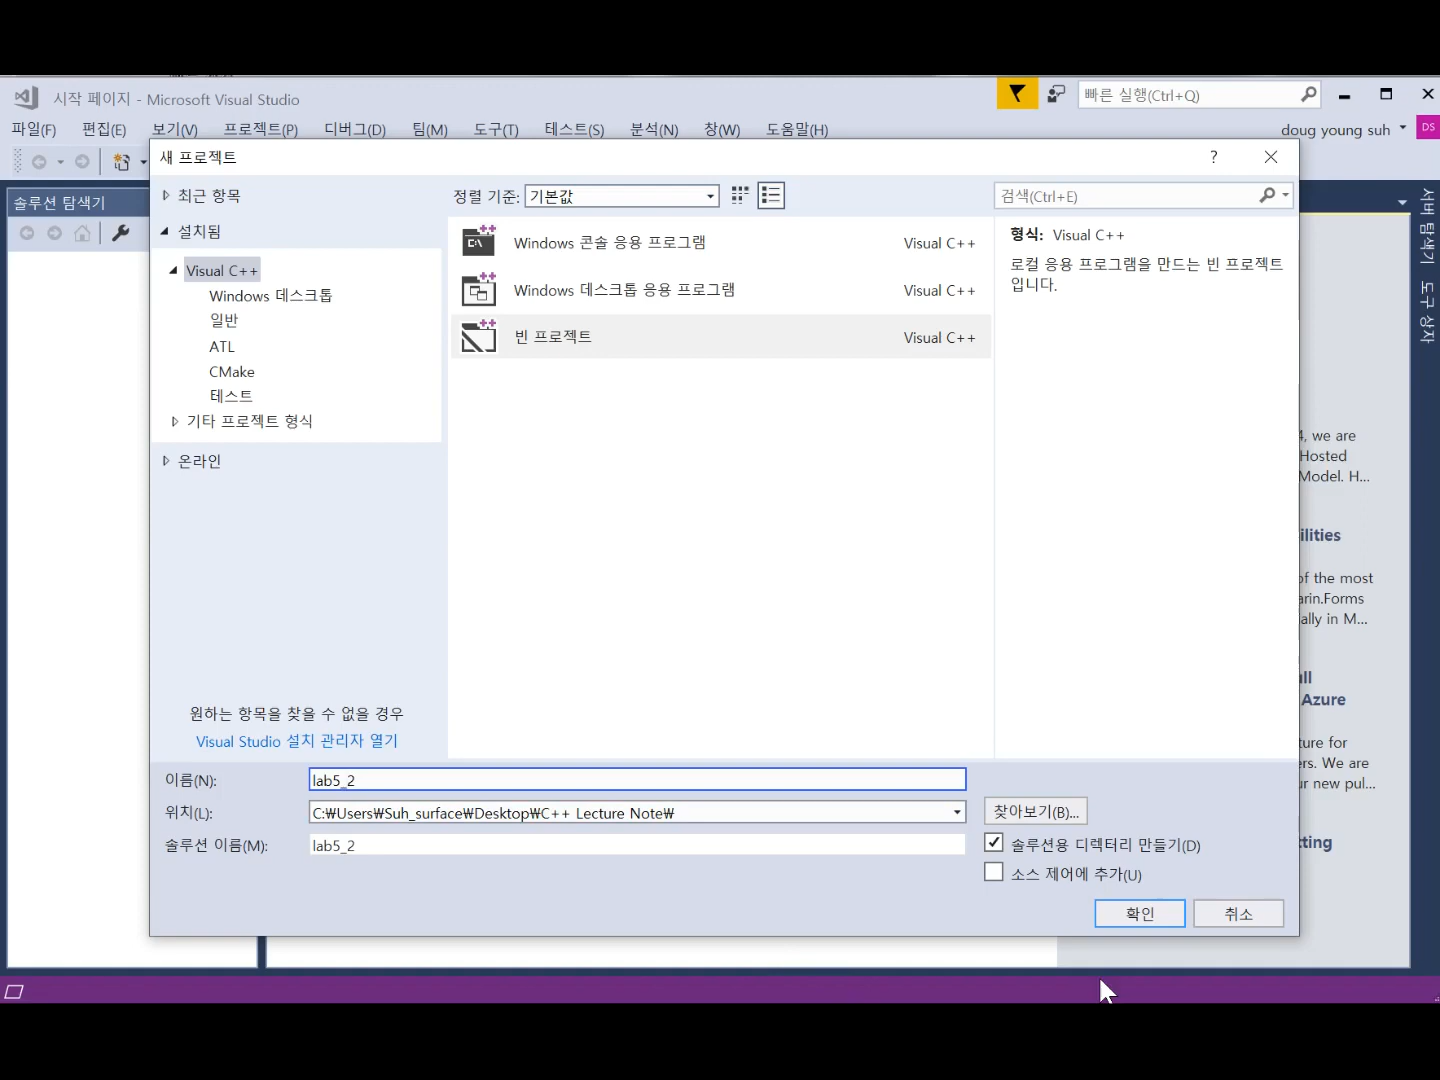 시작 페이지 - Microsoft Visual Studio
빠른 실행(Ctrl+Q)
파일(F) 편집(E) 보기(V) 프로젝트(P) 디버그(D) 팀(M) 도구(T) 테스트(S) 분석(N) 창(W) 도움말(H)
doug young suh
DS
새 프로젝트
?
솔루션 탐색기
서버 탐색기
도구 상자
최근 항목
설치됨
Visual C++
Windows 데스크톱
일반
ATL
CMake
테스트
기타 프로젝트 형식
온라인
원하는 항목을 찾을 수 없을 경우
Visual Studio 설치 관리자 열기
정렬 기준: 기본값
Windows 콘솔 응용 프로그램 Visual C++
Windows 데스크톱 응용 프로그램 Visual C++
빈 프로젝트 Visual C++
검색(Ctrl+E)
형식: Visual C++
로컬 응용 프로그램을 만드는 빈 프로젝트
입니다.
4, we are
Hosted
Model. H...
ilities
of the most
arin.Forms
ally in M...
ull
Azure
ture for
ers. We are
ur new pul...
tting
이름(N): lab5_2
위치(L): C:₩Users₩Suh_surface₩Desktop₩C++ Lecture Note₩
찾아보기(B)...
솔루션 이름(M): lab5_2
솔루션용 디렉터리 만들기(D)
소스 제어에 추가(U)
확인 취소